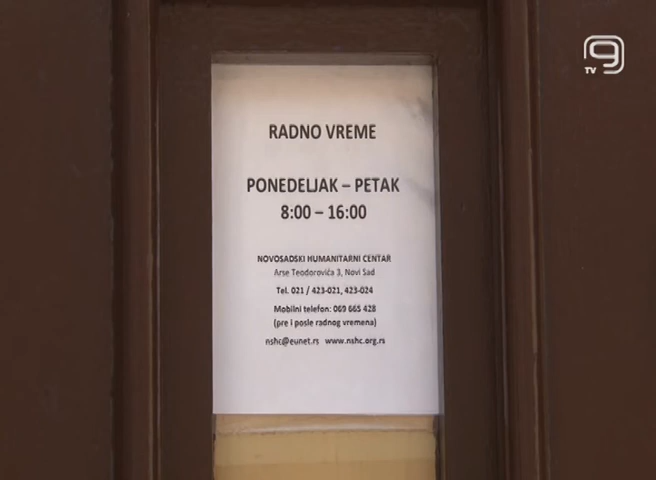 9
TV
RADNO VREME
PONEDELJAK – PETAK
8:00 – 16:00
NOVOSADSKI HUMANITARNI CENTAR
Arse Teodorovića 3, Novi Sad
Tel. 021 / 423-021, 423-024
Mobilni telefon: 069 665 428
(pre i posle radnog vremena)
nshc@eunet.rs www.nshc.org.rs